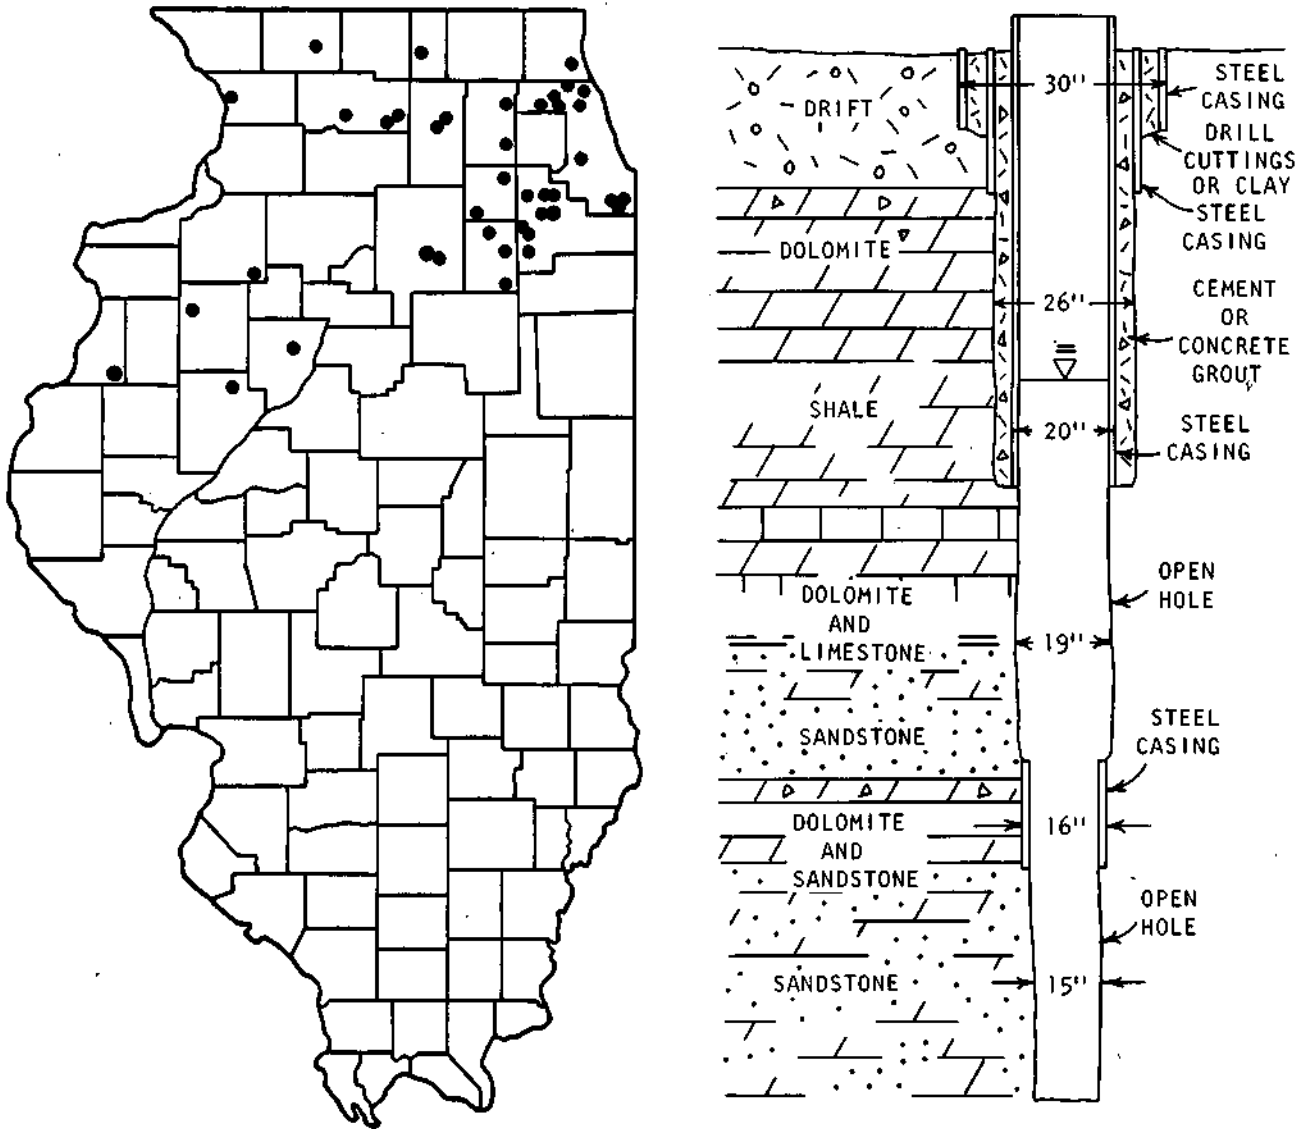 STEEL
CASING
30"
DRIFT
DRILL
CUTTINGS
OR CLAY
STEEL
CASING
DOLOMITE
26"
CEMENT
OR
CONCRETE
GROUT
SHALE
20"
STEEL
CASING
OPEN
HOLE
DOLOMITE
AND
LIMESTONE
19"
STEEL
CASING
SANDSTONE
DOLOMITE
AND
SANDSTONE
16"
OPEN
HOLE
SANDSTONE
15"